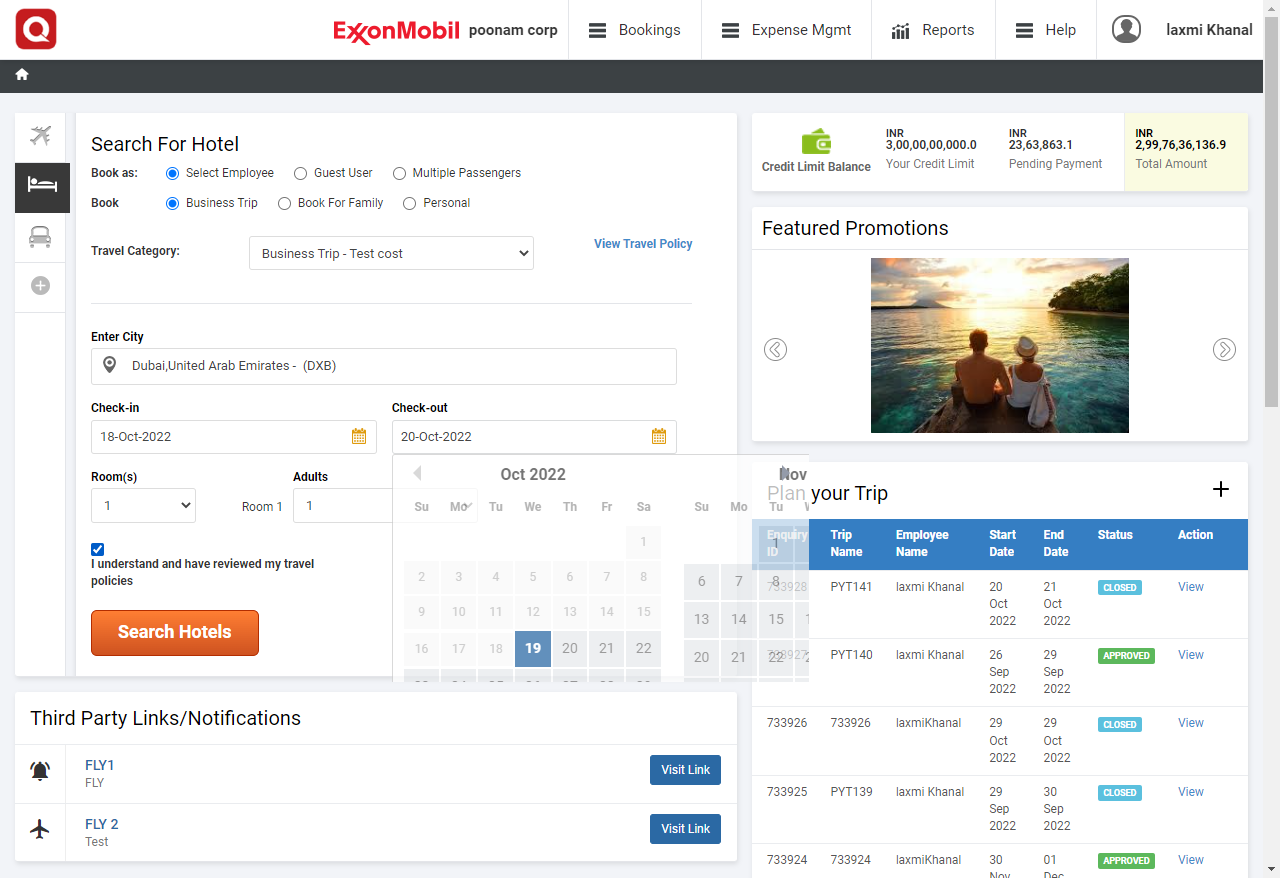 Q
ExxonMobil
poonam corp
Bookings
Expense Mgmt
Reports
Help
laxmi Khanal
Search For Hotel
Book as:
Select Employee
Guest User
Multiple Passengers
Book
Business Trip
Book For Family
Personal
Travel Category:
Business Trip - Test cost
View Travel Policy
Enter City
Dubai,United Arab Emirates - (DXB)
Check-in
Check-out
18-Oct-2022
20-Oct-2022
Room(s)
Adults
1
Room 1
1
I understand and have reviewed my travel
policies
Search Hotels
Oct 2022
Su Mo Tu We Th Fr Sa
1
2 3 4 5 6 7 8
9 10 11 12 13 14 15
16 17 18 19 20 21 22
Nov
Su Mo Tu
1
6 7 8
13 14 15
20 21 22
Third Party Links/Notifications
FLY1
FLY
Visit Link
FLY 2
Test
Visit Link
Credit Limit Balance
INR
3,00,00,00,000.0
Your Credit Limit
INR
23,63,863.1
Pending Payment
INR
2,99,76,36,136.9
Total Amount
Featured Promotions
Plan your Trip
Enquiry ID
Trip Name
Employee Name
Start Date
End Date
Status
Action
733928 PYT141 laxmi Khanal 20 Oct 2022 21 Oct 2022 CLOSED View
733927 PYT140 laxmi Khanal 26 Sep 2022 29 Sep 2022 APPROVED View
733926 733926 laxmiKhanal 29 Oct 2022 29 Oct 2022 CLOSED View
733925 PYT139 laxmi Khanal 29 Sep 2022 30 Sep 2022 CLOSED View
733924 733924 laxmiKhanal 30 Nov 01 Dec APPROVED View